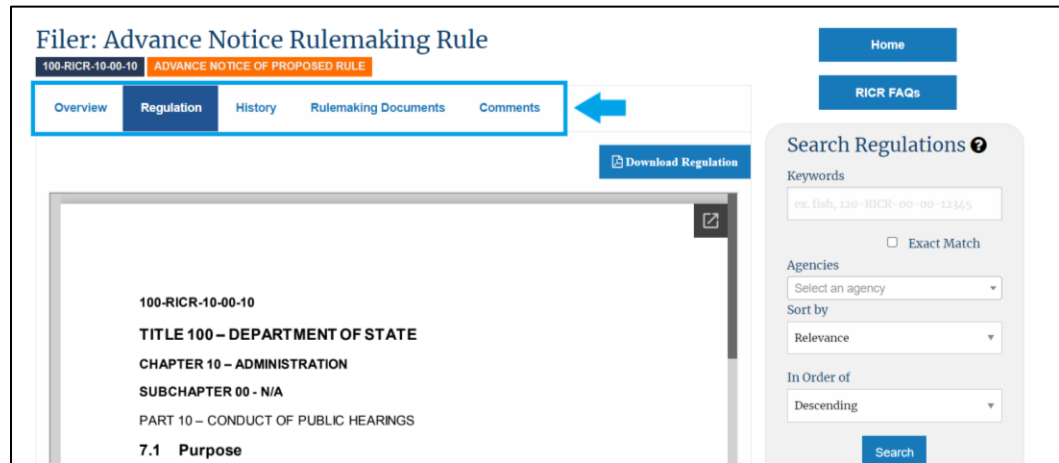 Filer: Advance Notice Rulemaking Rule
100-RICR-10-00-10 ADVANCE NOTICE OF PROPOSED RULE
Overview Regulation History Rulemaking Documents Comments
Download Regulation
100-RICR-10-00-10
TITLE 100 – DEPARTMENT OF STATE
CHAPTER 10 – ADMINISTRATION
SUBCHAPTER 00 - N/A
PART 10 – CONDUCT OF PUBLIC HEARINGS
7.1 Purpose
Home
RICR FAQs
Search Regulations ?
Keywords
ex. fish, 120-RICR-00-00-12345
Exact Match
Agencies
Select an agency
Sort by
Relevance
In Order of
Descending
Search